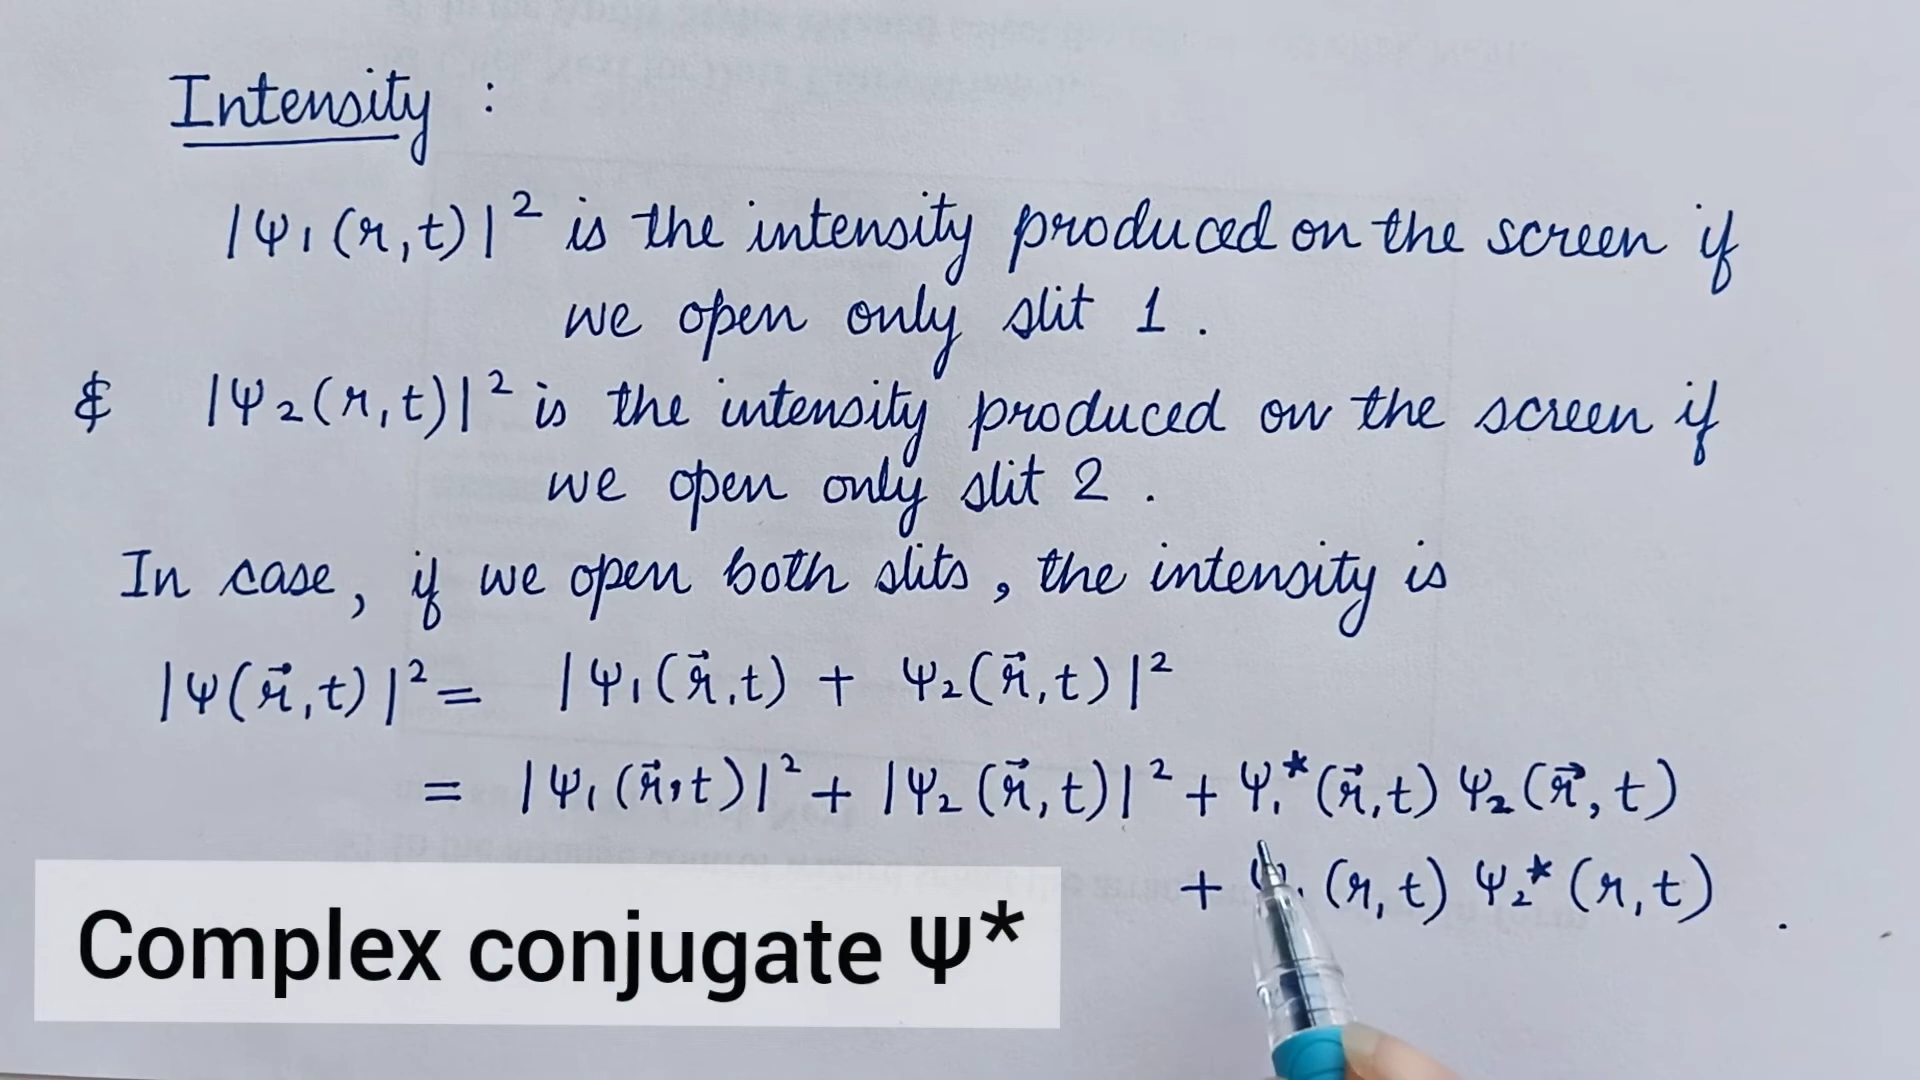 Intensity :
|Ψ₁(r,t)|² is the intensity produced on the screen if
we open only slit 1 .
& |Ψ₂(r,t)|² is the intensity produced on the screen if
we open only slit 2 .
In case, if we open both slits, the intensity is
|Ψ(r⃗,t)|² = |Ψ₁(r⃗,t) + Ψ₂(r⃗,t)|²
= |Ψ₁(r⃗,t)|² + |Ψ₂(r⃗,t)|² + Ψ₁*(r⃗,t) Ψ₂(r⃗,t)
+ Ψ₁(r,t) Ψ₂*(r,t) .
Complex conjugate Ψ*